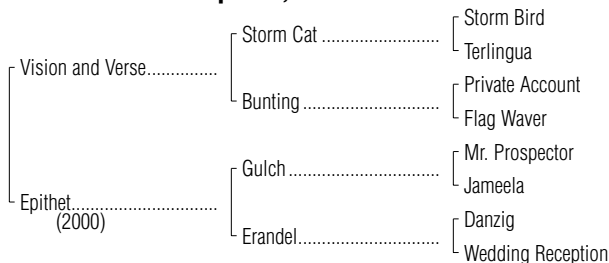 Storm Bird
Storm Cat
Terlingua
Vision and Verse
Private Account
Bunting
Flag Waver
Mr. Prospector
Gulch
Jameela
Epithet
(2000)
Danzig
Erandel
Wedding Reception